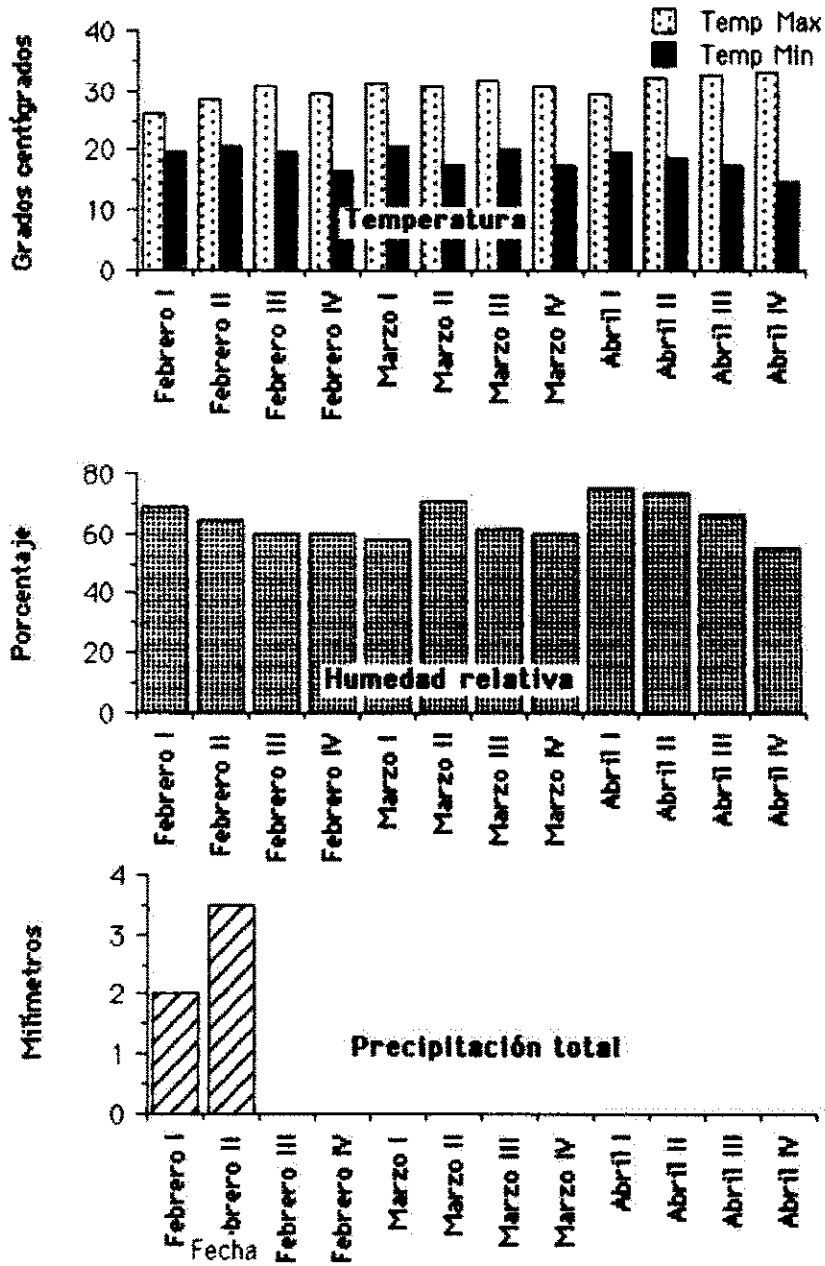 Temp Max
Temp Min
Grados centígrados
40
30
20
10
0
Temperatura
Febrero I
Febrero II
Febrero III
Febrero IV
Marzo I
Marzo II
Marzo III
Marzo IV
Abril I
Abril II
Abril III
Abril IV
Porcentaje
80
60
40
20
0
Humedad relativa
Febrero I
Febrero II
Febrero III
Febrero IV
Marzo I
Marzo II
Marzo III
Marzo IV
Abril I
Abril II
Abril III
Abril IV
Milímetros
4
3
2
1
0
Precipitación total
Febrero I
brero II
Febrero III
Febrero IV
Marzo I
Marzo II
Marzo III
Marzo IV
Abril I
Abril II
Abril III
Abril IV
Fecha